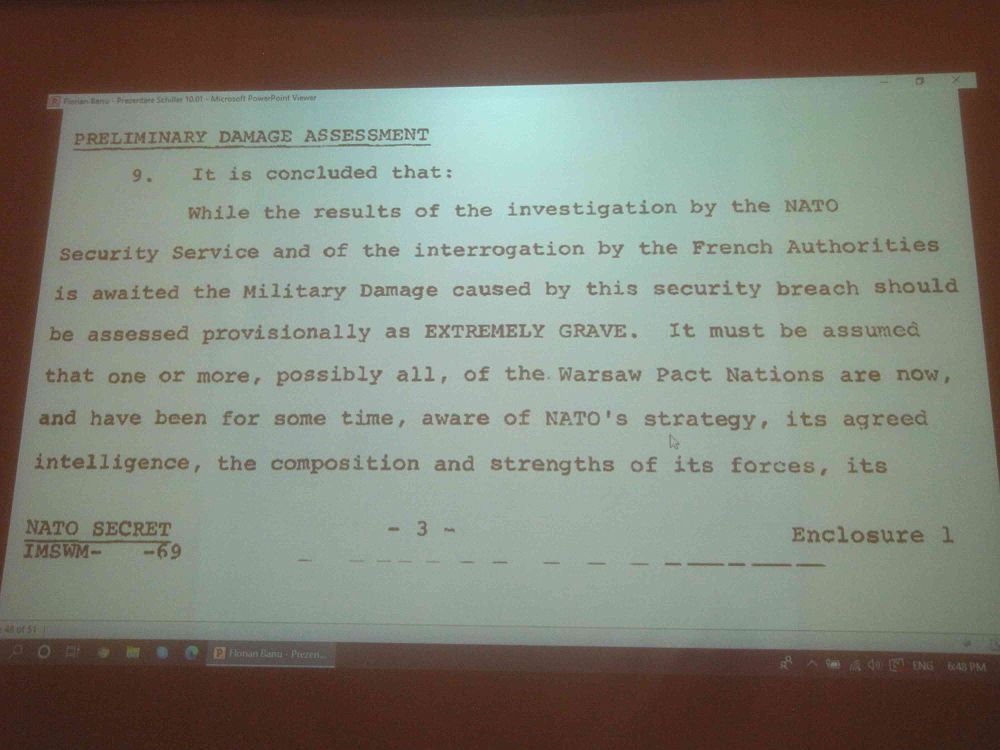 Florian Banu - Prezentare Schiller 10.01 - Microsoft PowerPoint Viewer
PRELIMINARY DAMAGE ASSESSMENT
9. It is concluded that:
While the results of the investigation by the NATO
Security Service and of the interrogation by the French Authorities
is awaited the Military Damage caused by this security breach should
be assessed provisionally as EXTREMELY GRAVE. It must be assumed
that one or more, possibly all, of the Warsaw Pact Nations are now,
and have been for some time, aware of NATO's strategy, its agreed
intelligence, the composition and strengths of its forces, its
NATO SECRET - 3 - Enclosure 1
IMSWM- -69
48 of 51
Florian Banu - Prezen...
ENG 6:48 PM